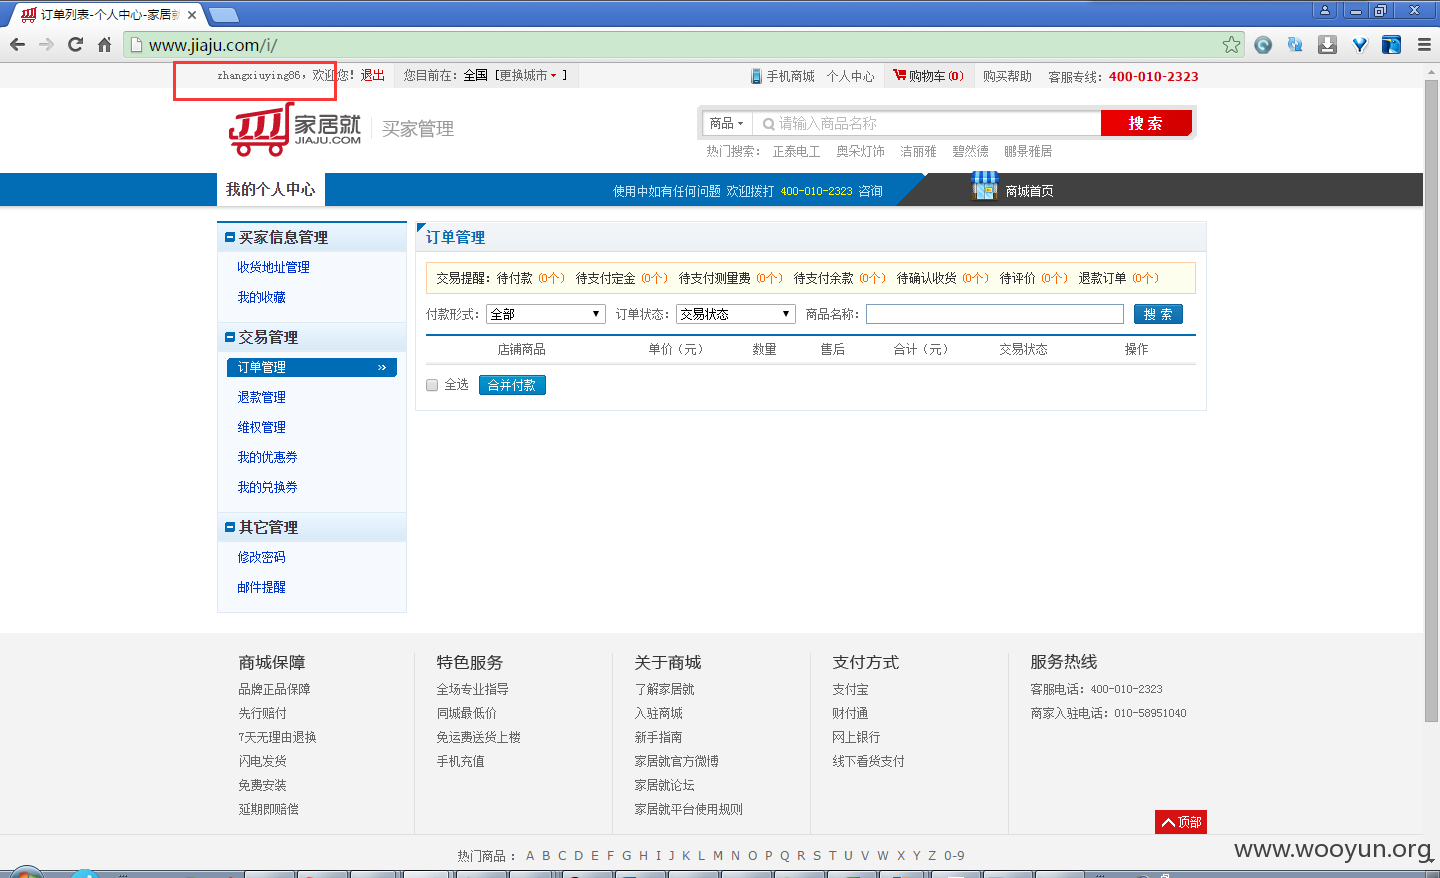 订单列表-个人中心-家居就
www.jiaju.com/i/
zhangxiuying86，欢迎您！退出 您目前在：全国 [更换城市 ] 手机商城 个人中心 购物车(0) 购买帮助 客服专线：400-010-2323
家居就 JIAJU.COM 买家管理
商品 请输入商品名称 搜 索
热门搜索： 正泰电工 奥朵灯饰 洁丽雅 碧然德 鹏景雅居
我的个人中心 使用中如有任何问题 欢迎拨打 400-010-2323 咨询 商城首页
买家信息管理
收货地址管理
我的收藏
交易管理
订单管理 »
退款管理
维权管理
我的优惠券
我的兑换券
其它管理
修改密码
邮件提醒
订单管理
交易提醒：待付款（0个） 待支付定金（0个） 待支付测量费（0个） 待支付余款（0个） 待确认收货（0个） 待评价（0个） 退款订单（0个）
付款形式： 全部 订单状态： 交易状态 商品名称： 搜 索
店铺商品 单价（元） 数量 售后 合计（元） 交易状态 操作
全选 合并付款
商城保障
品牌正品保障
先行赔付
7天无理由退换
闪电发货
免费安装
延期即赔偿
特色服务
全场专业指导
同城最低价
免运费送货上楼
手机充值
关于商城
了解家居就
入驻商城
新手指南
家居就官方微博
家居就论坛
家居就平台使用规则
支付方式
支付宝
财付通
网上银行
线下看货支付
服务热线
客服电话：400-010-2323
商家入驻电话：010-58951040
顶部
热门商品： A B C D E F G H I J K L M N O P Q R S T U V W X Y Z 0-9
www.wooyun.org